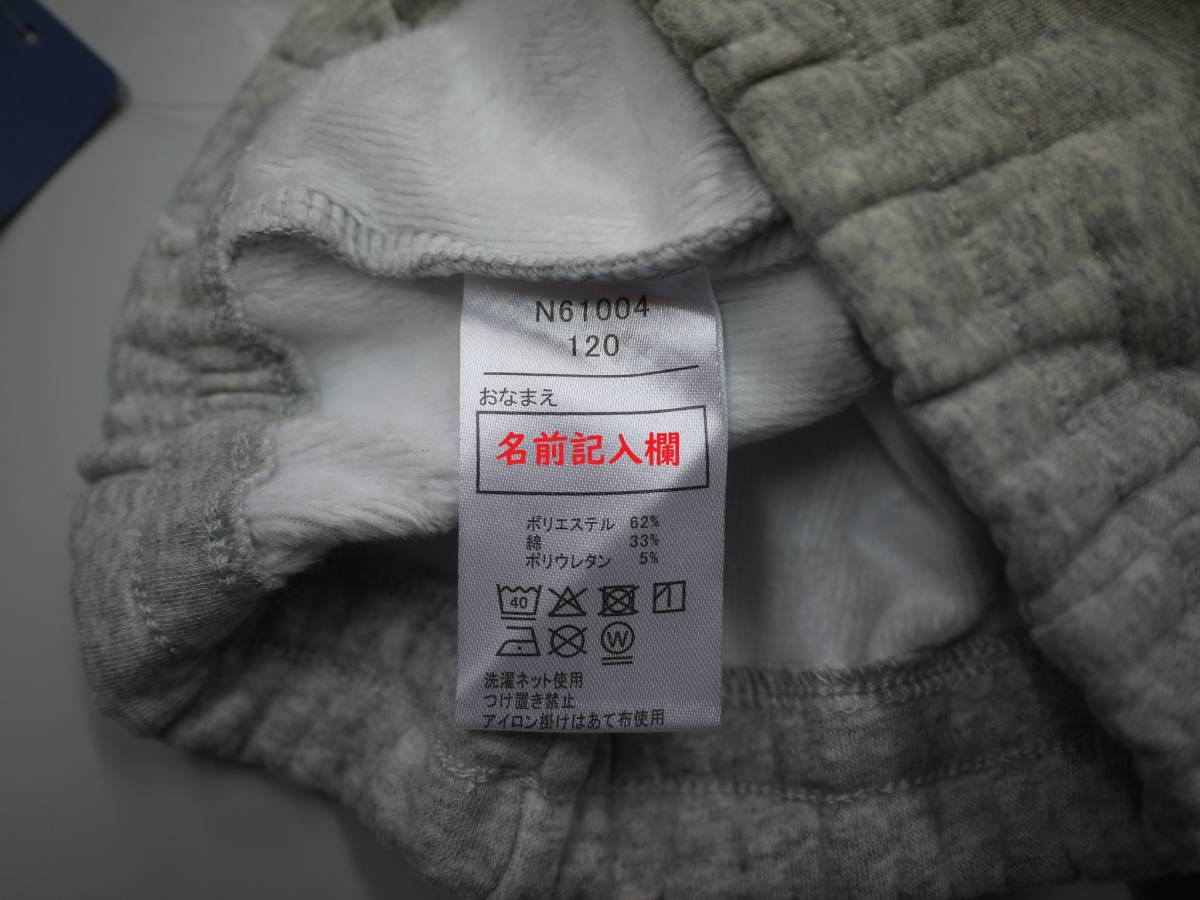 N61004
120
おなまえ
名前記入欄
ポリエステル 62%
綿 33%
ポリウレタン 5%
40
W
洗濯ネット使用
つけ置き禁止
アイロン掛けはあて布使用